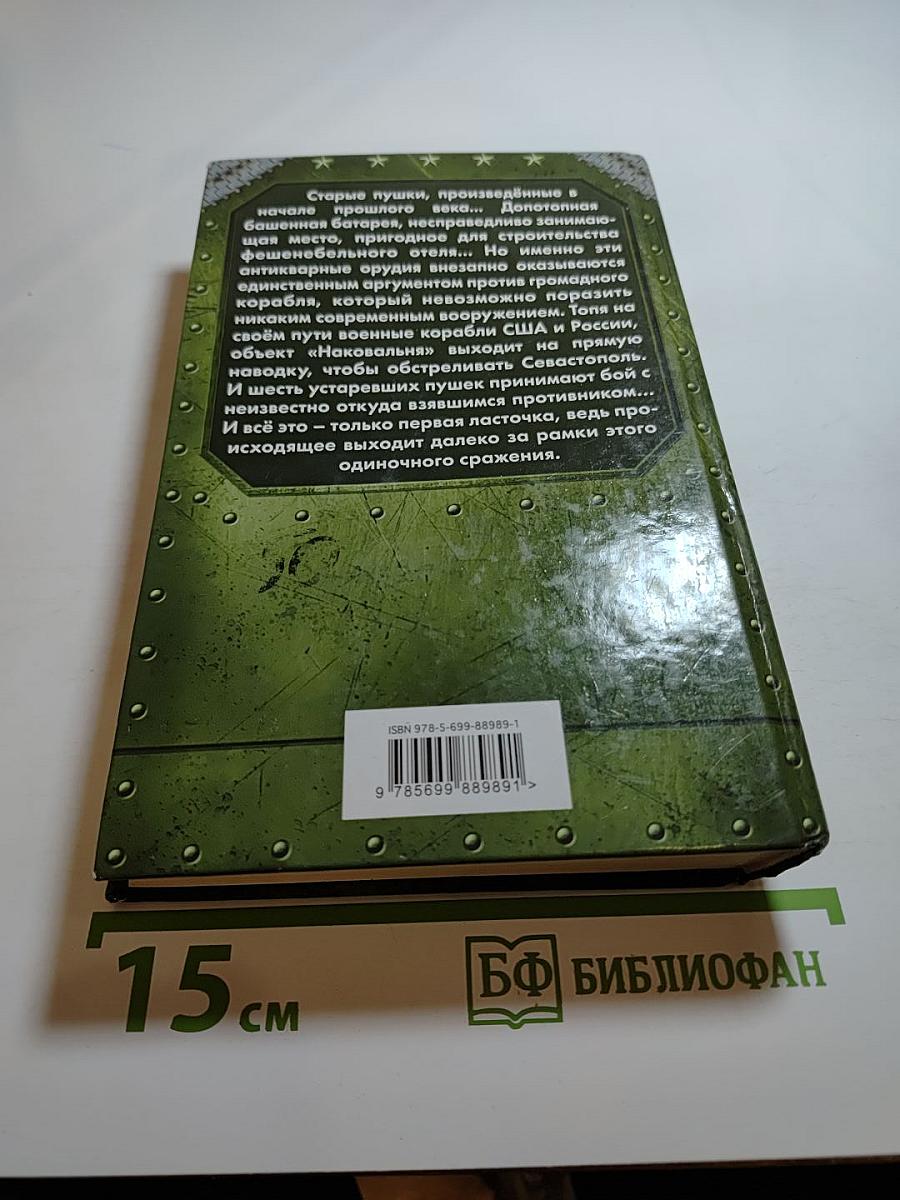 Старые пушки, произведённые в
начале прошлого века... Допотопная
башенная батарея, несправедливо занимаю-
щая место, пригодное для строительства
фешенебельного отеля... Но именно эти
антикварные орудия внезапно оказываются
единственным аргументом против громадного
корабля, который невозможно поразить
никаким современным вооружением. Топя на
своём пути военные корабли США и России,
объект «Наковальня» выходит на прямую
наводку, чтобы обстреливать Севастополь.
И шесть устаревших пушек принимают бой с
неизвестно откуда взявшимся противником...
И всё это – только первая ласточка, ведь про-
исходящее выходит далеко за рамки этого
одиночного сражения.
ISBN 978-5-699-88989-1
9 785699 889891 >
15 см
БФ БИБЛИОФАН